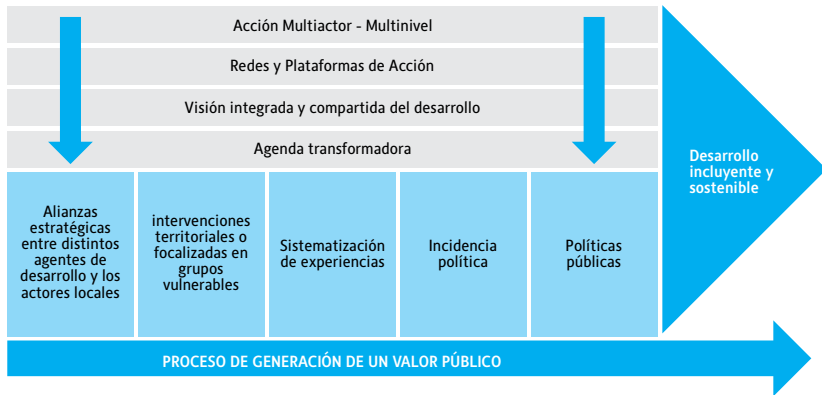 Acción Multiactor - Multinivel
Redes y Plataformas de Acción
Visión integrada y compartida del desarrollo
Agenda transformadora
Alianzas
estratégicas
entre distintos
agentes de
desarrollo y los
actores locales
intervenciones
territoriales o
focalizadas en
grupos
vulnerables
Sistematización
de experiencias
Incidencia
política
Políticas
públicas
Desarrollo
incluyente y
sostenible
PROCESO DE GENERACIÓN DE UN VALOR PÚBLICO